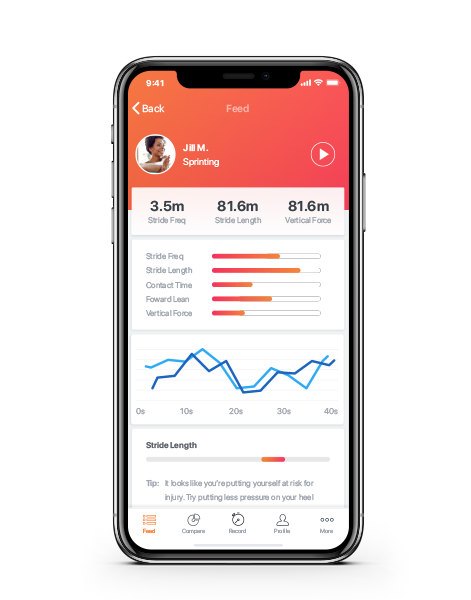 9:41
Back
Feed
Jill M.
Sprinting
3.5m 81.6m 81.6m
Stride Freq Stride Length Vertical Force
Stride Freq
Stride Length
Contact Time
Foward Lean
Vertical Force
0s 10s 20s 30s 40s
Stride Length
Tip: It looks like you're putting yourself at risk for
injury. Try putting less pressure on your heel
Feed Compare Record Profile More